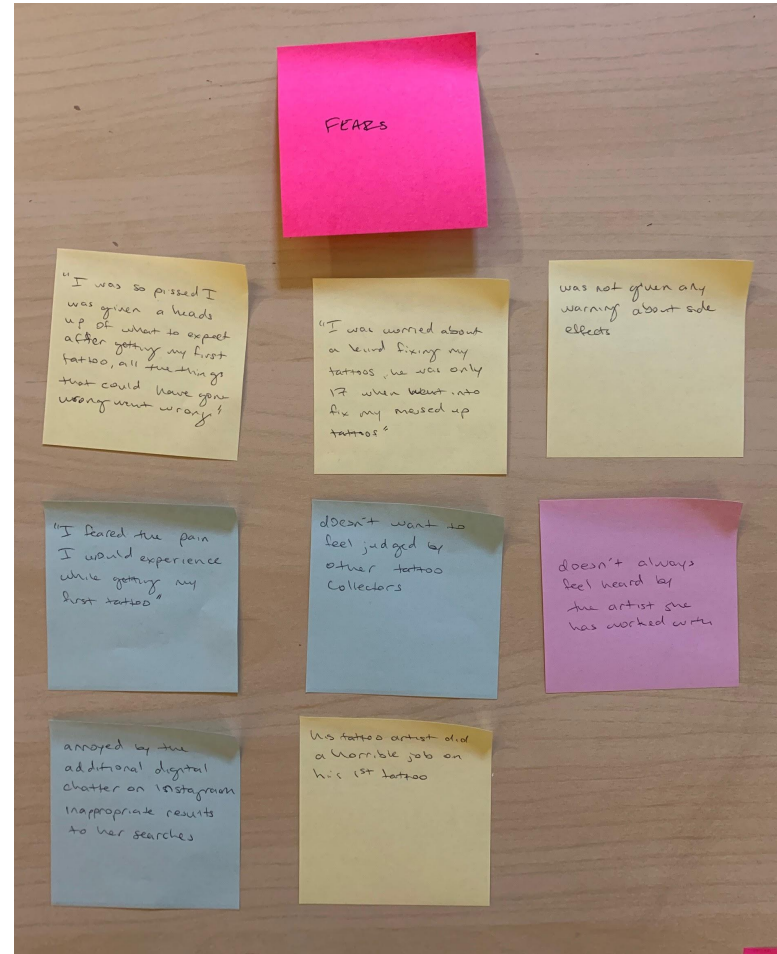 FEARS
"I was so pissed I
was given a heads
up of what to expect
after getting my first
tattoo, all the things
that could have gone
wrong went wrong"
"I was worried about
a kind fixing my
tattoos, he was only
17 when went into
fix my messed up
tattoos"
was not given any
warning about side
effects
"I feared the pain
I would experience
while getting my
first tattoo"
doesn't want to
feel judged by
other tattoo
collectors
doesn't always
feel heard by
the artist she
has worked with
annoyed by the
additional digital
chatter on instagram
inappropriate results
to her searches
his tattoo artist did
a horrible job on
his 1st tattoo